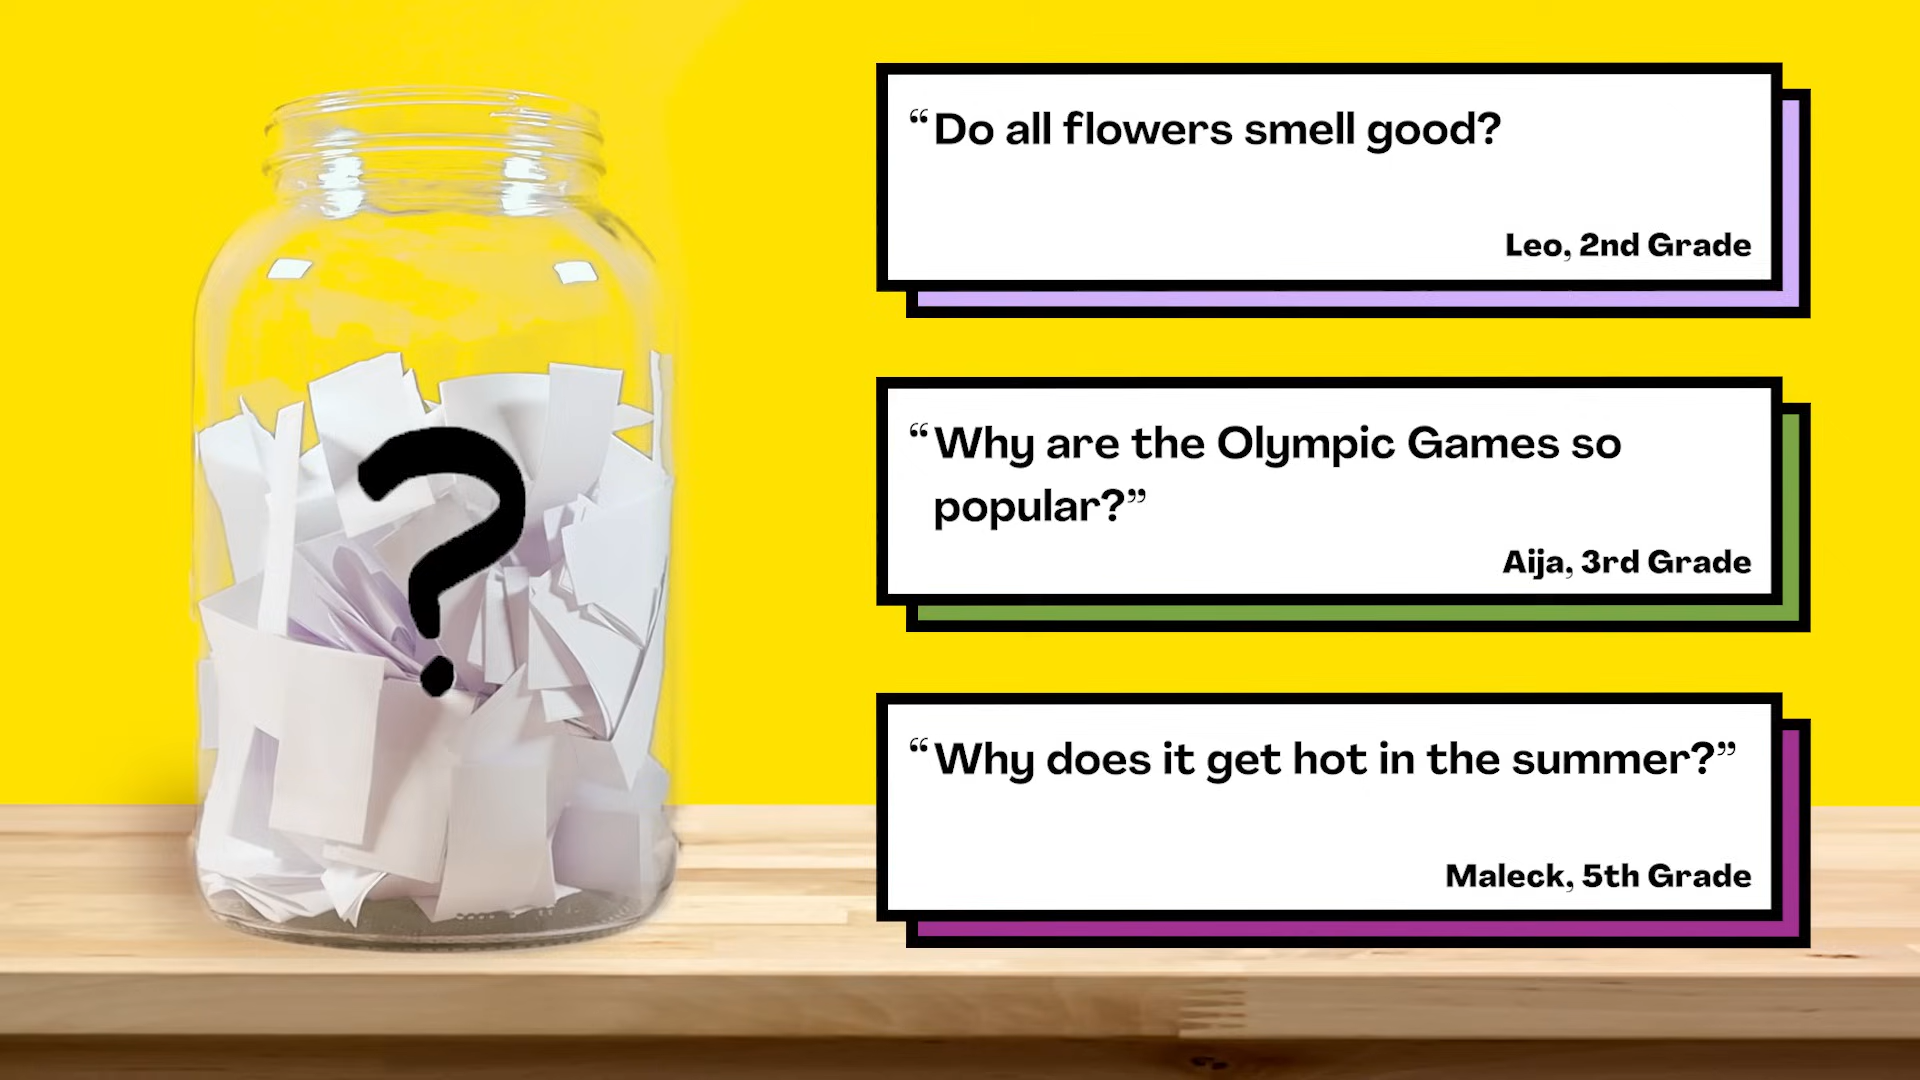 ?
“Do all flowers smell good?
Leo, 2nd Grade
“Why are the Olympic Games so
popular?”
Aija, 3rd Grade
“Why does it get hot in the summer?”
Maleck, 5th Grade